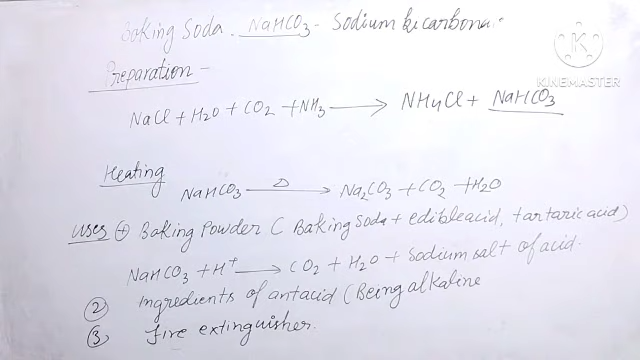 Baking Soda. NaHCO3 - Sodium bicarbona
K
KINEMASTER
Preparation -
NaCl + H2O + CO2 + NH3 → NH4Cl + NaHCO3
Heating
NaHCO3 Δ→ Na2CO3 + CO2 + H2O
Uses ① Baking Powder ( Baking Soda + edible acid, tartaric acid)
NaHCO3 + H+ → CO2 + H2O + Sodium salt of acid.
② Ingredients of antacid (Being alkaline
③ fire extinguisher.